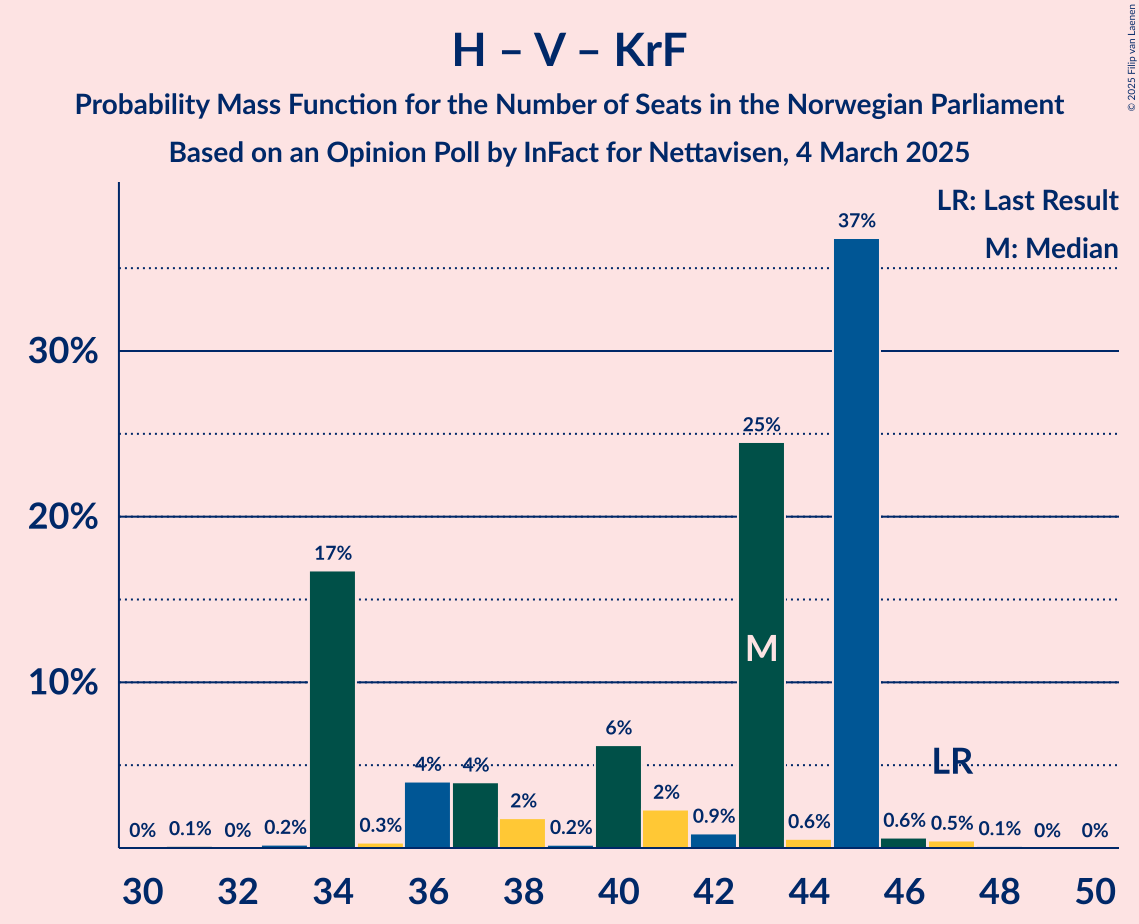 H – V – KrF
Probability Mass Function for the Number of Seats in the Norwegian Parliament
Based on an Opinion Poll by InFact for Nettavisen, 4 March 2025
© 2025 Filip van Laenen
LR: Last Result
M: Median
30%
20%
10%
0% 0.1% 0% 0.2% 17% 0.3% 4% 4% 2% 0.2% 6% 2% 0.9% 25% 0.6% 37% 0.6% 0.5% 0.1% 0% 0%
M
LR
30 32 34 36 38 40 42 44 46 48 50